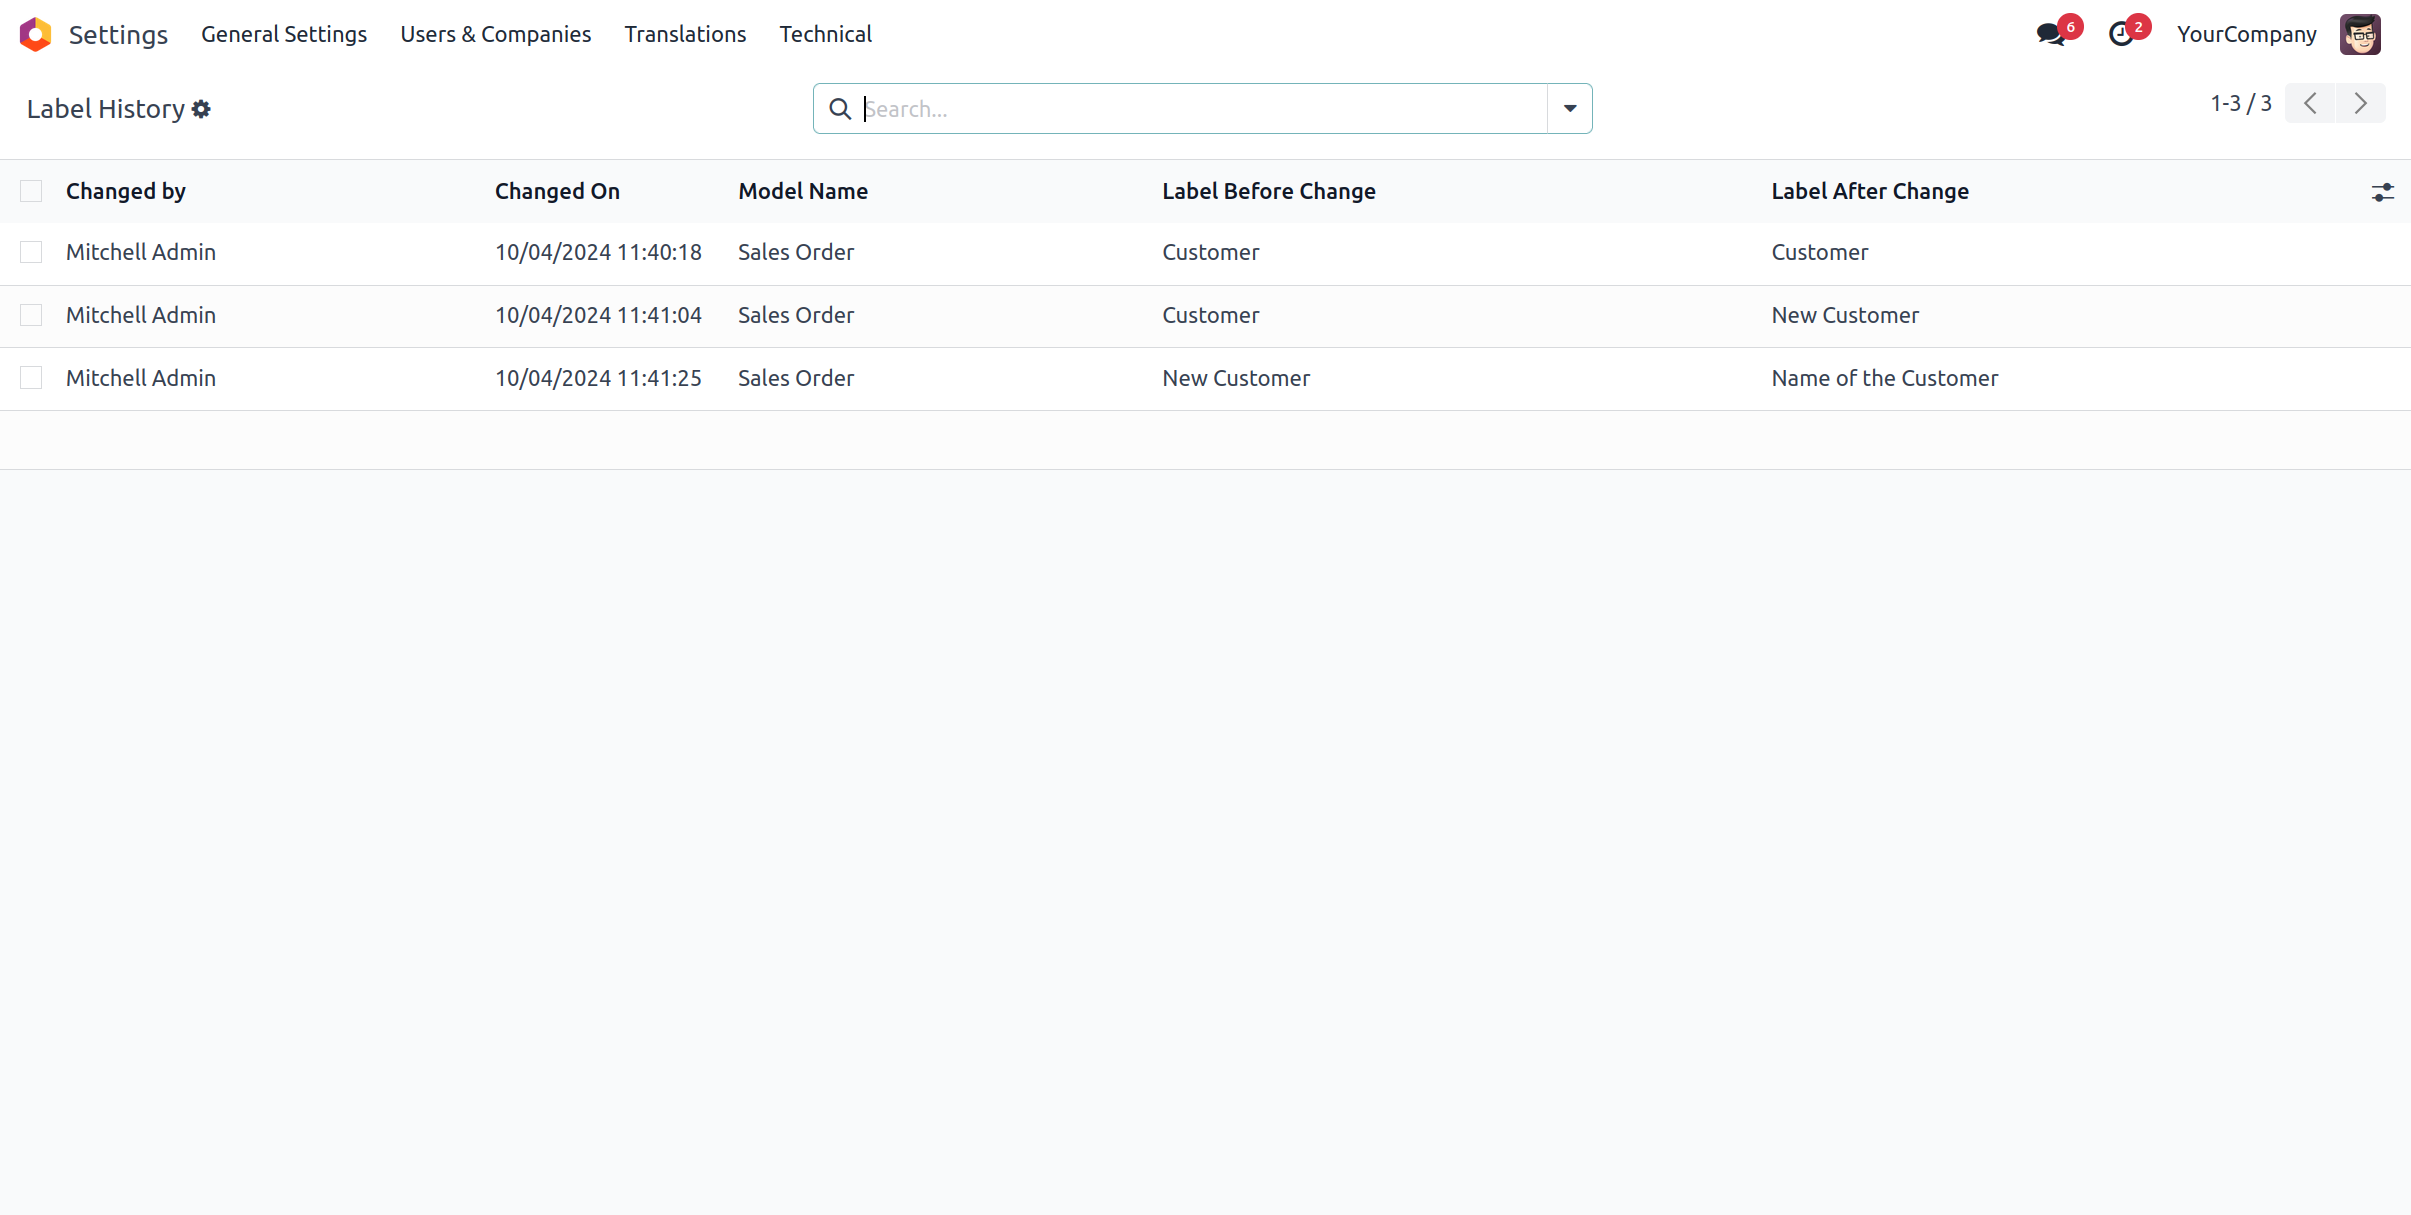 Settings General Settings Users & Companies Translations Technical 6 2 YourCompany
Label History Search... 1-3 / 3
Changed by Changed On Model Name Label Before Change Label After Change
Mitchell Admin 10/04/2024 11:40:18 Sales Order Customer Customer
Mitchell Admin 10/04/2024 11:41:04 Sales Order Customer New Customer
Mitchell Admin 10/04/2024 11:41:25 Sales Order New Customer Name of the Customer